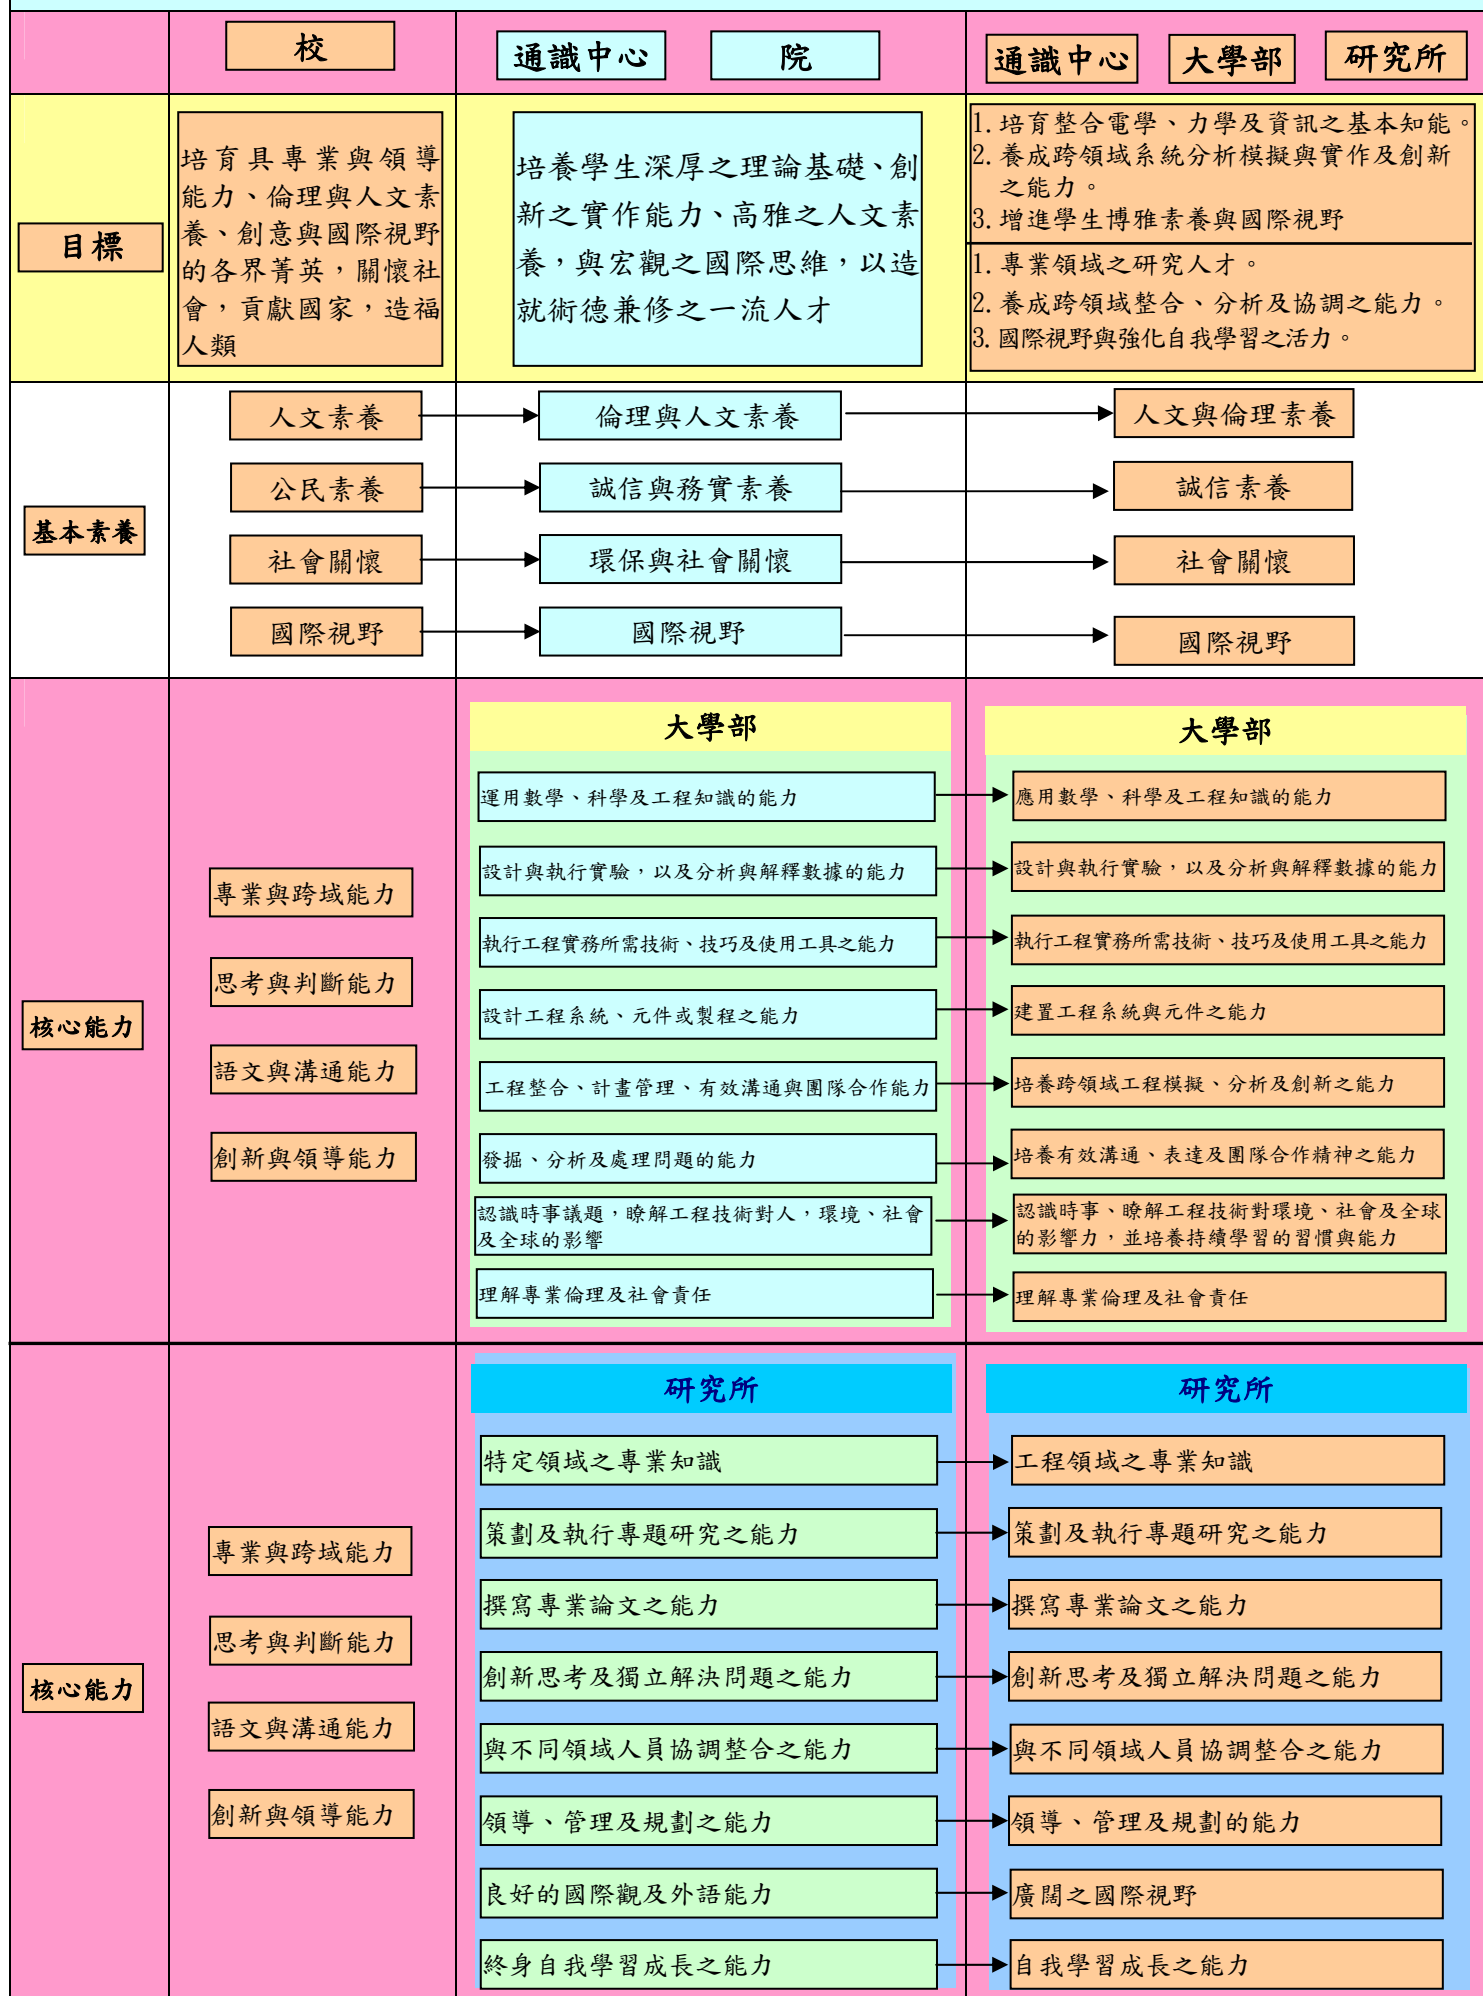 校
通識中心
院
通識中心
大學部
研究所
目標
培育具專業與領導
能力、倫理與人文素
養、創意與國際視野
的各界菁英，關懷社
會，貢獻國家，造福
人類
培養學生深厚之理論基礎、創
新之實作能力、高雅之人文素
養，與宏觀之國際思維，以造
就術德兼修之一流人才
1. 培育整合電學、力學及資訊之基本知能。
2. 養成跨領域系統分析模擬與實作及創新
之能力。
3. 增進學生博雅素養與國際視野
1. 專業領域之研究人才。
2. 養成跨領域整合、分析及協調之能力。
3. 國際視野與強化自我學習之活力。
基本素養
人文素養
倫理與人文素養
人文與倫理素養
公民素養
誠信與務實素養
誠信素養
社會關懷
環保與社會關懷
社會關懷
國際視野
國際視野
國際視野
核心能力
專業與跨域能力
思考與判斷能力
語文與溝通能力
創新與領導能力
大學部
運用數學、科學及工程知識的能力
設計與執行實驗，以及分析與解釋數據的能力
執行工程實務所需技術、技巧及使用工具之能力
設計工程系統、元件或製程之能力
工程整合、計畫管理、有效溝通與團隊合作能力
發掘、分析及處理問題的能力
認識時事議題，瞭解工程技術對人，環境、社會
及全球的影響
理解專業倫理及社會責任
大學部
應用數學、科學及工程知識的能力
設計與執行實驗，以及分析與解釋數據的能力
執行工程實務所需技術、技巧及使用工具之能力
建置工程系統與元件之能力
培養跨領域工程模擬、分析及創新之能力
培養有效溝通、表達及團隊合作精神之能力
認識時事、瞭解工程技術對環境、社會及全球
的影響力，並培養持續學習的習慣與能力
理解專業倫理及社會責任
核心能力
專業與跨域能力
思考與判斷能力
語文與溝通能力
創新與領導能力
研究所
特定領域之專業知識
策劃及執行專題研究之能力
撰寫專業論文之能力
創新思考及獨立解決問題之能力
與不同領域人員協調整合之能力
領導、管理及規劃之能力
良好的國際觀及外語能力
終身自我學習成長之能力
研究所
工程領域之專業知識
策劃及執行專題研究之能力
撰寫專業論文之能力
創新思考及獨立解決問題之能力
與不同領域人員協調整合之能力
領導、管理及規劃的能力
廣闊之國際視野
自我學習成長之能力